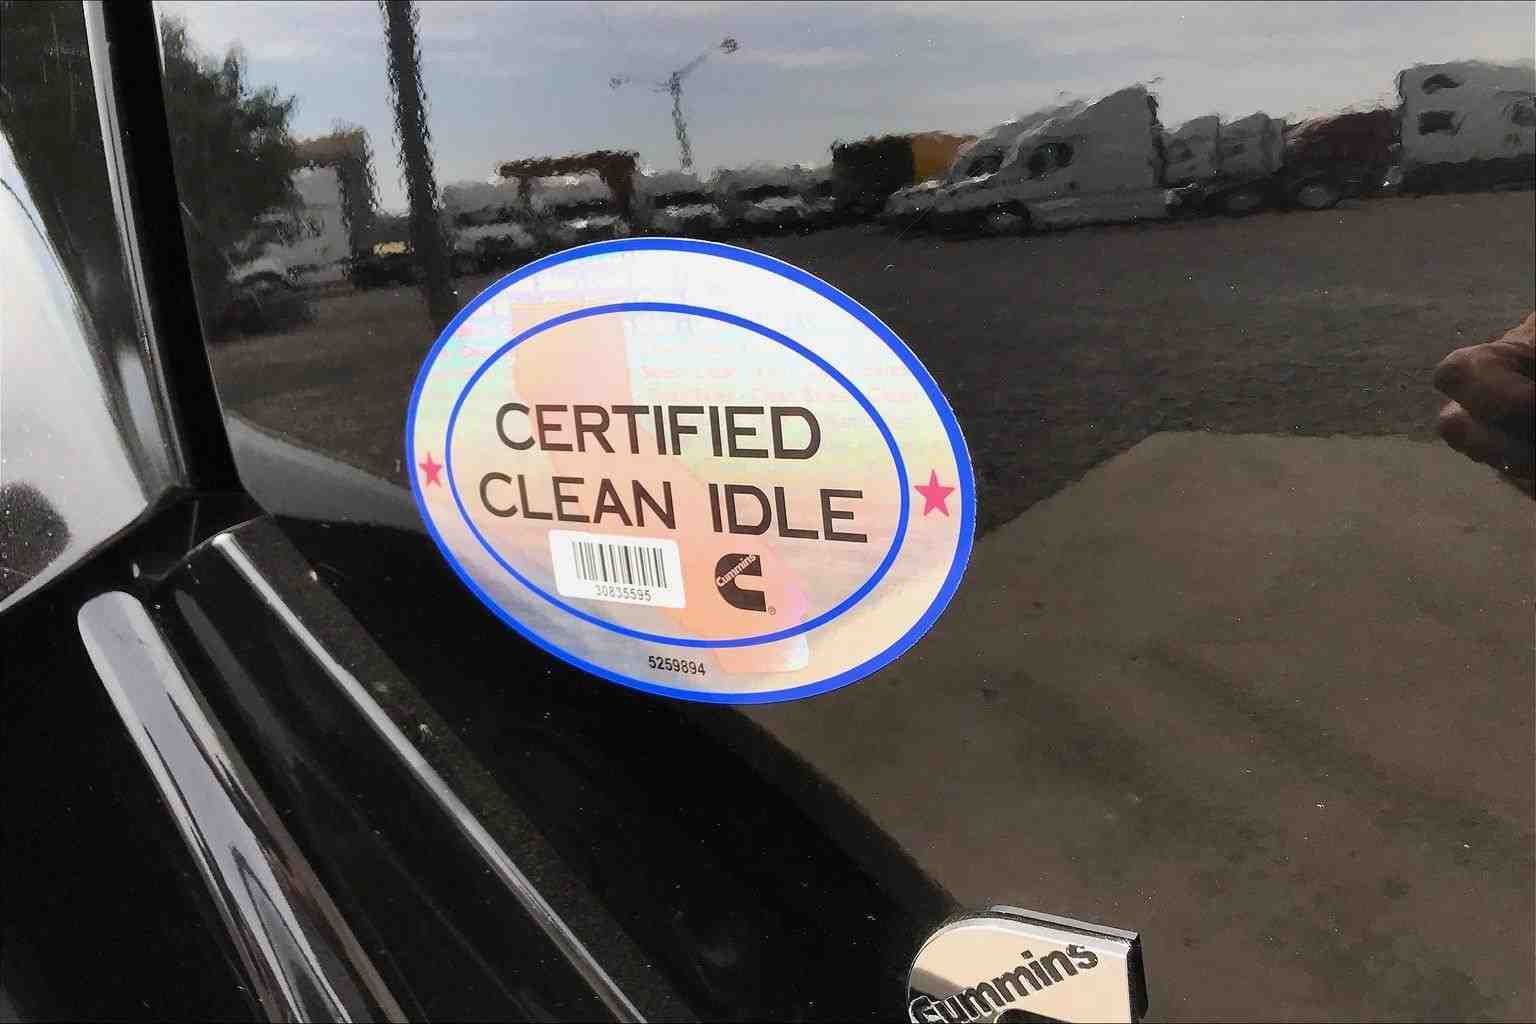 CERTIFIED
CLEAN IDLE
30835595
Cummins
®
5259894
Cummins